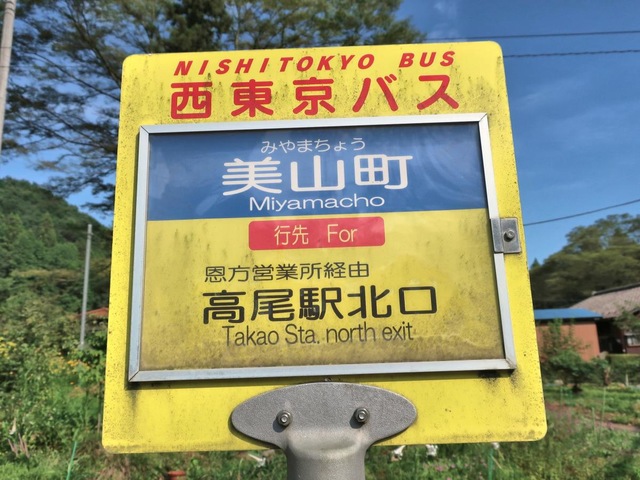 NISHITOKYO BUS
西東京バス
みやまちょう
美山町
Miyamacho
行先 For
恩方営業所経由
高尾駅北口
Takao Sta. north exit